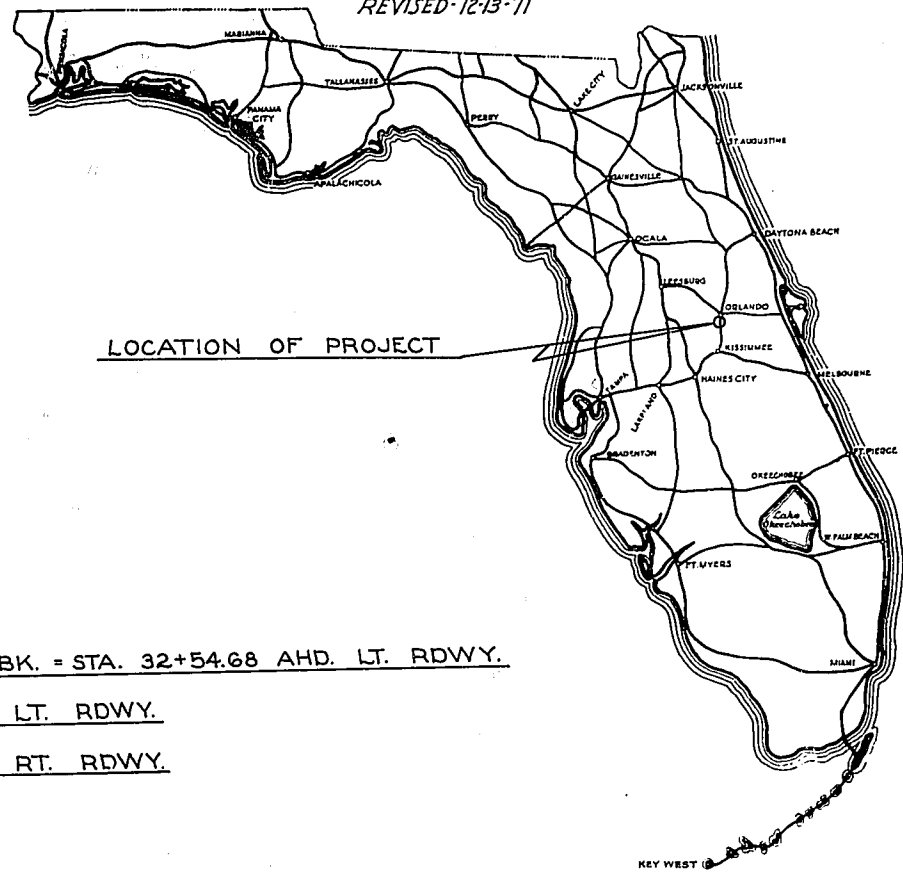 REVISED-12-13-71
MARIANNA
TALLAHASSEE
LAKE CITY
JACKSONVILLE
PANAMA
CITY
PERRY
ST. AUGUSTINE
APALACHICOLA
GAINESVILLE
OCALA
DAYTONA BEACH
LEESBURG
ORLANDO
LOCATION OF PROJECT
KISSIMMEE
MELBOURNE
HAINES CITY
TAMPA
LAKELAND
BRADENTON
FT. PIERCE
OKEECHOBEE
Lake
Okeechobee
W. PALM BEACH
FT. MYERS
BK. = STA. 32+54.68 AHD. LT. RDWY.
MIAMI
LT. RDWY.
RT. RDWY.
KEY WEST